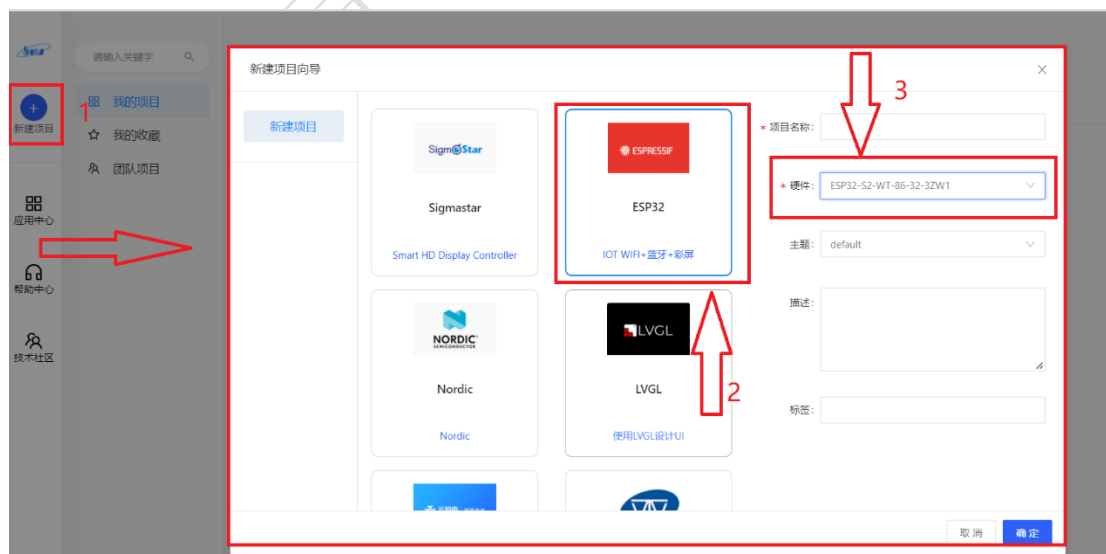 请输入关键字
新建项目
1
我的项目
我的收藏
团队项目
应用中心
帮助中心
技术社区
新建项目向导
3
新建项目
SigmaStar
Sigmastar
Smart HD Display Controller
ESPRESSIF
ESP32
IOT WIFI+蓝牙+彩屏
NORDIC
SEMICONDUCTOR
Nordic
Nordic
LVGL
LVGL
使用LVGL设计UI
2
* 项目名称:
* 硬件: ESP32-S2-WT-86-32-3ZW1
主题: default
描述:
标签:
取消 确定